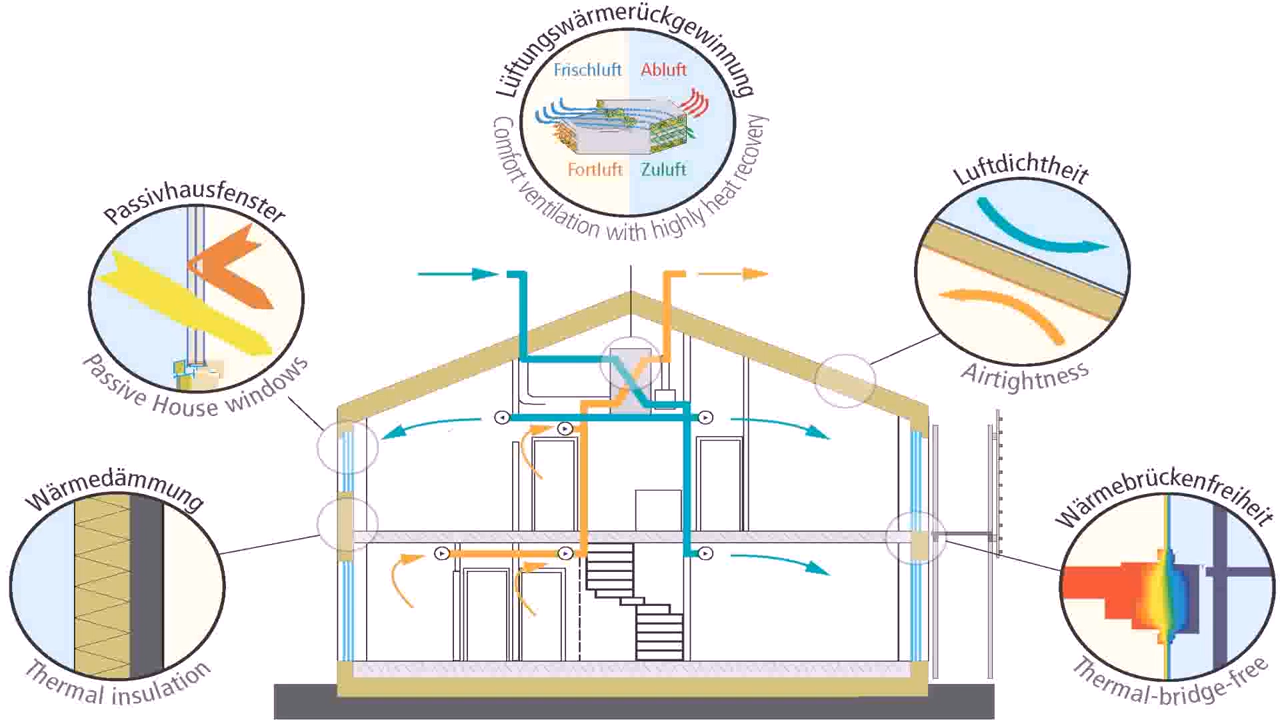 Lüftungswärmerückgewinnung
Frischluft Abluft
Fortluft Zuluft
Comfort ventilation with highly heat recovery
Luftdichtheit
Airtightness
Passivhausfenster
Passive House windows
Wärmedämmung
Thermal insulation
Wärmebrückenfreiheit
Thermal-bridge-free